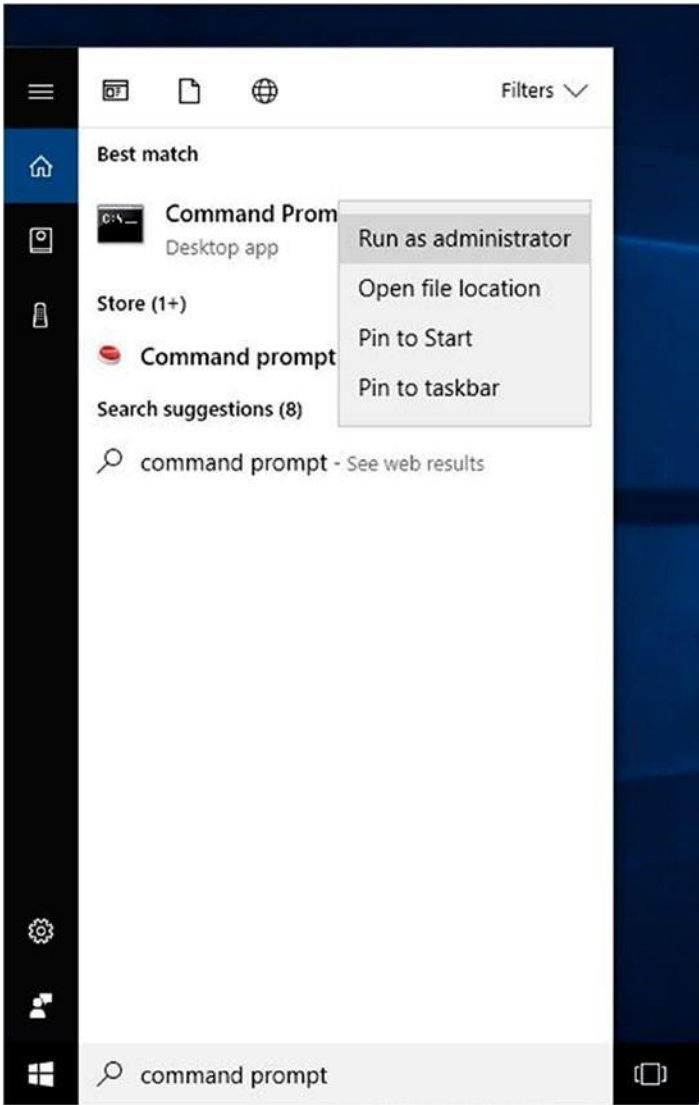 Filters
Best match
Command Prom
Desktop app
Run as administrator
Open file location
Pin to Start
Pin to taskbar
Store (1+)
Command prompt
Search suggestions (8)
command prompt - See web results
command prompt